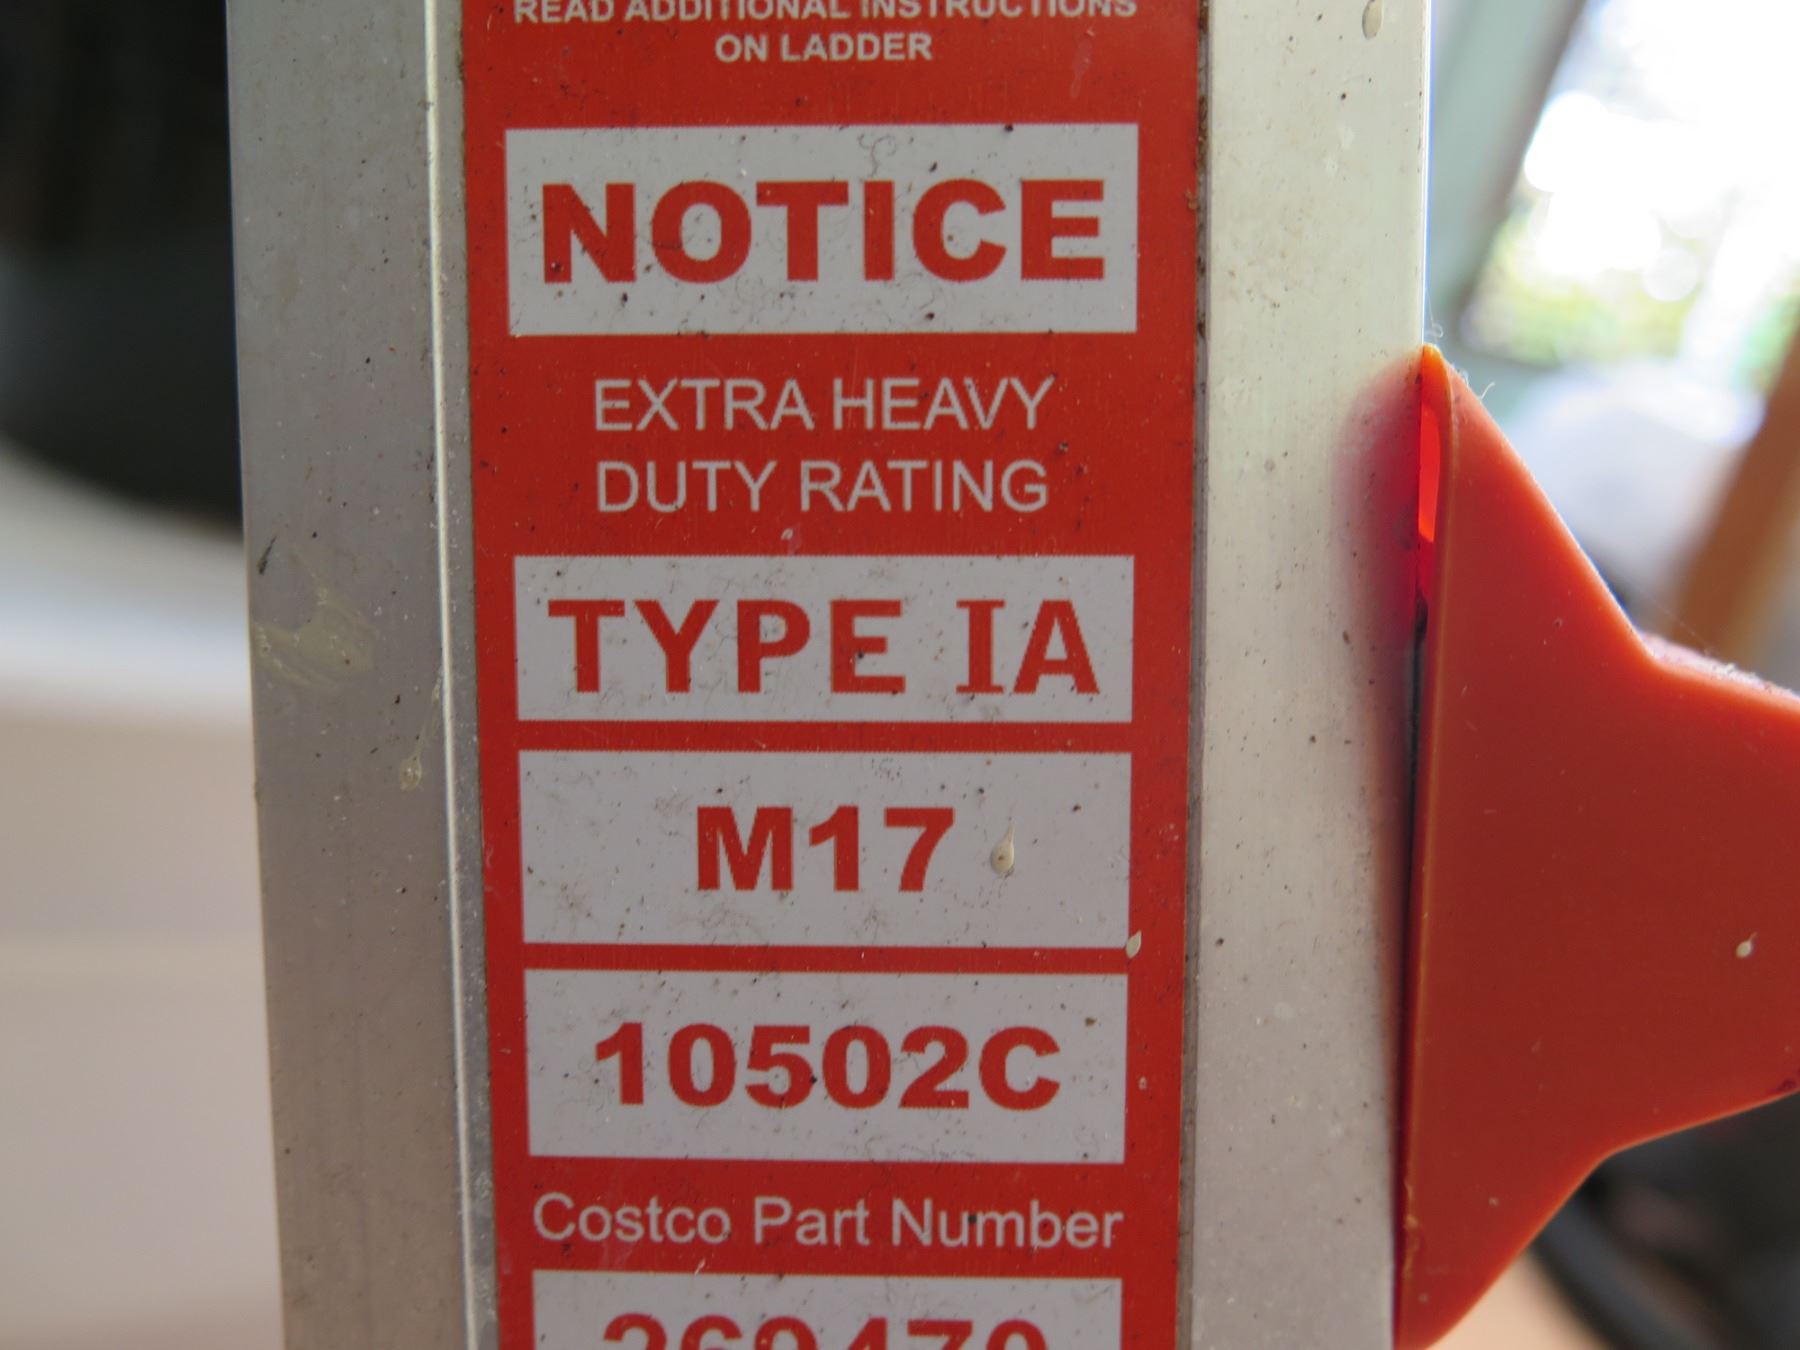 READ ADDITIONAL INSTRUCTIONS
ON LADDER
NOTICE
EXTRA HEAVY
DUTY RATING
TYPE IA
M17
10502C
Costco Part Number